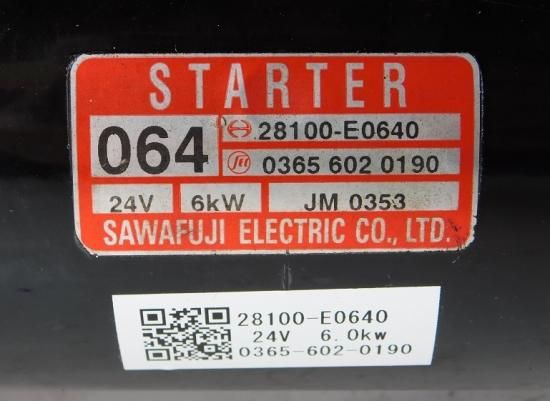 STARTER
064
28100-E0640
0365 602 0190
24V 6kW JM 0353
SAWAFUJI ELECTRIC CO., LTD.
28100-E0640
24V 6.0kw
0365-602-0190